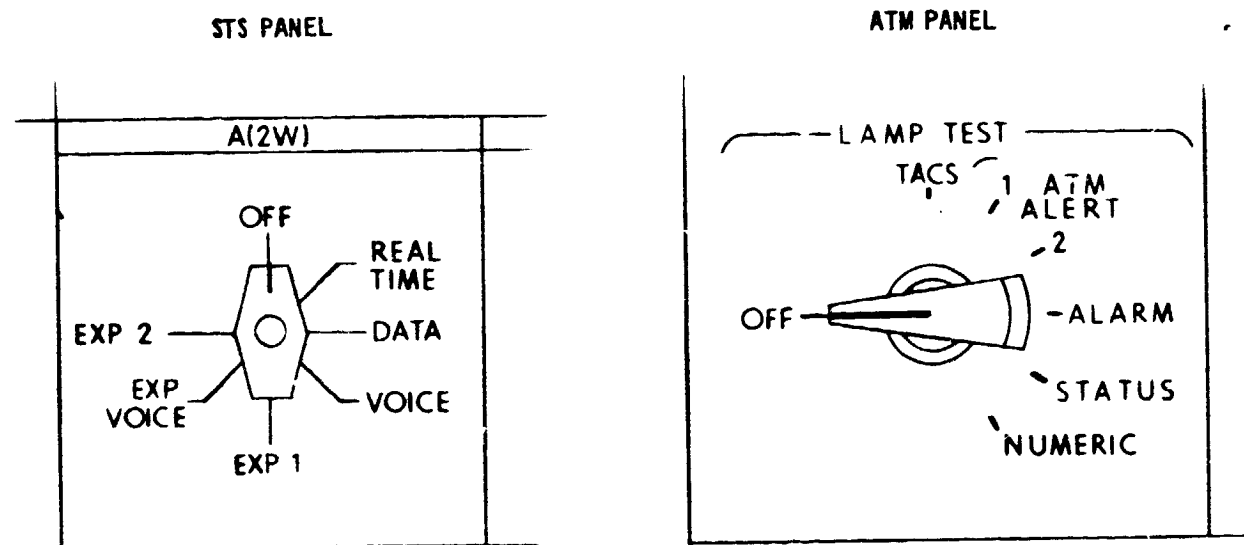 STS PANEL
A(2W)
OFF
REAL
TIME
EXP 2
DATA
EXP
VOICE
VOICE
EXP 1
ATM PANEL
LAMP TEST
TACS
1 ATM
ALERT
2
OFF
ALARM
STATUS
NUMERIC